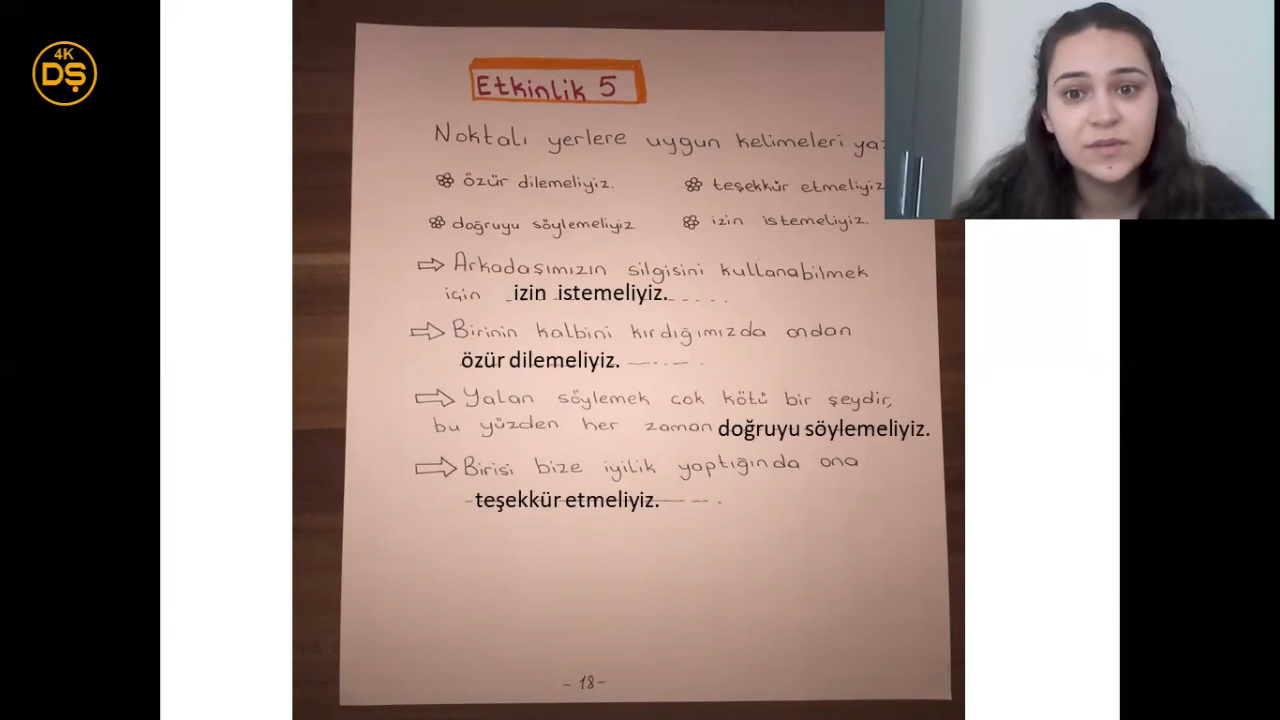 4K
DŞ
Etkinlik 5
Noktalı yerlere uygun kelimeleri
özür dilemeliyiz. teşekkür etmeliyiz
doğruyu söylemeliyiz izin istemeliyiz.
Arkadaşımızın silgisini kullanabilmek
için izin istemeliyiz.
Birinin kalbini kırdığımızda ondan
özür dilemeliyiz.
Yalan söylemek çok kötü bir şeydir,
bu yüzden her zaman doğruyu söylemeliyiz.
Birisi bize iyilik yaptığında ona
teşekkür etmeliyiz.
-18-